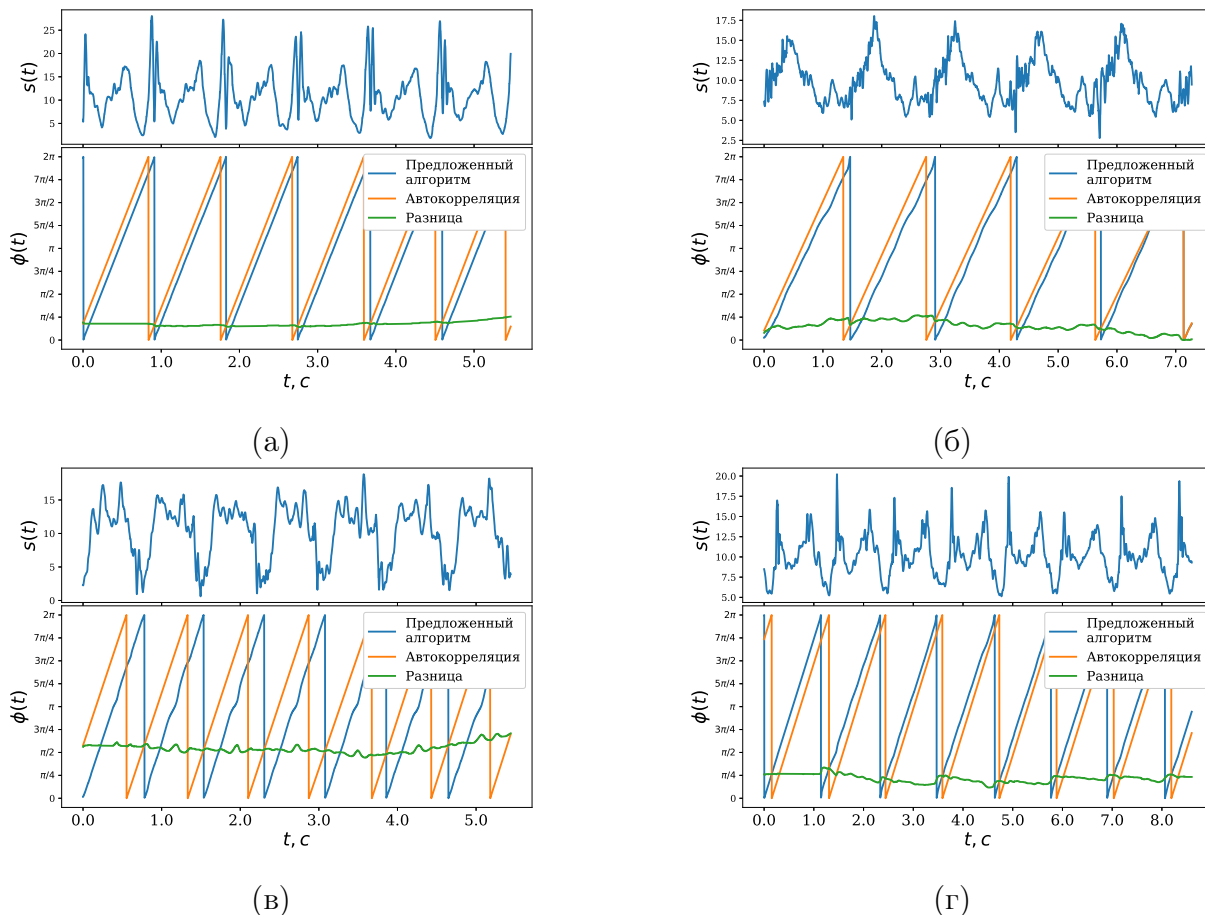 25
20
15
10
5
s(t)
2π
7π/4
3π/2
5π/4
π
3π/4
π/2
π/4
0
ϕ(t)
Предложенный
алгоритм
Автокорреляция
Разница
0.0 1.0 2.0 3.0 4.0 5.0
t, c
(а)
17.5
15.0
12.5
10.0
7.5
5.0
2.5
s(t)
2π
7π/4
3π/2
5π/4
π
3π/4
π/2
π/4
0
ϕ(t)
Предложенный
алгоритм
Автокорреляция
Разница
0.0 1.0 2.0 3.0 4.0 5.0 6.0 7.0
t, c
(б)
15
10
5
0
s(t)
2π
7π/4
3π/2
5π/4
π
3π/4
π/2
π/4
0
ϕ(t)
Предложенный
алгоритм
Автокорреляция
Разница
0.0 1.0 2.0 3.0 4.0 5.0
t, c
(в)
20.0
17.5
15.0
12.5
10.0
7.5
5.0
s(t)
2π
7π/4
3π/2
5π/4
π
3π/4
π/2
π/4
0
ϕ(t)
Предложенный
алгоритм
Автокорреляция
Разница
0.0 1.0 2.0 3.0 4.0 5.0 6.0 7.0 8.0
t, c
(г)